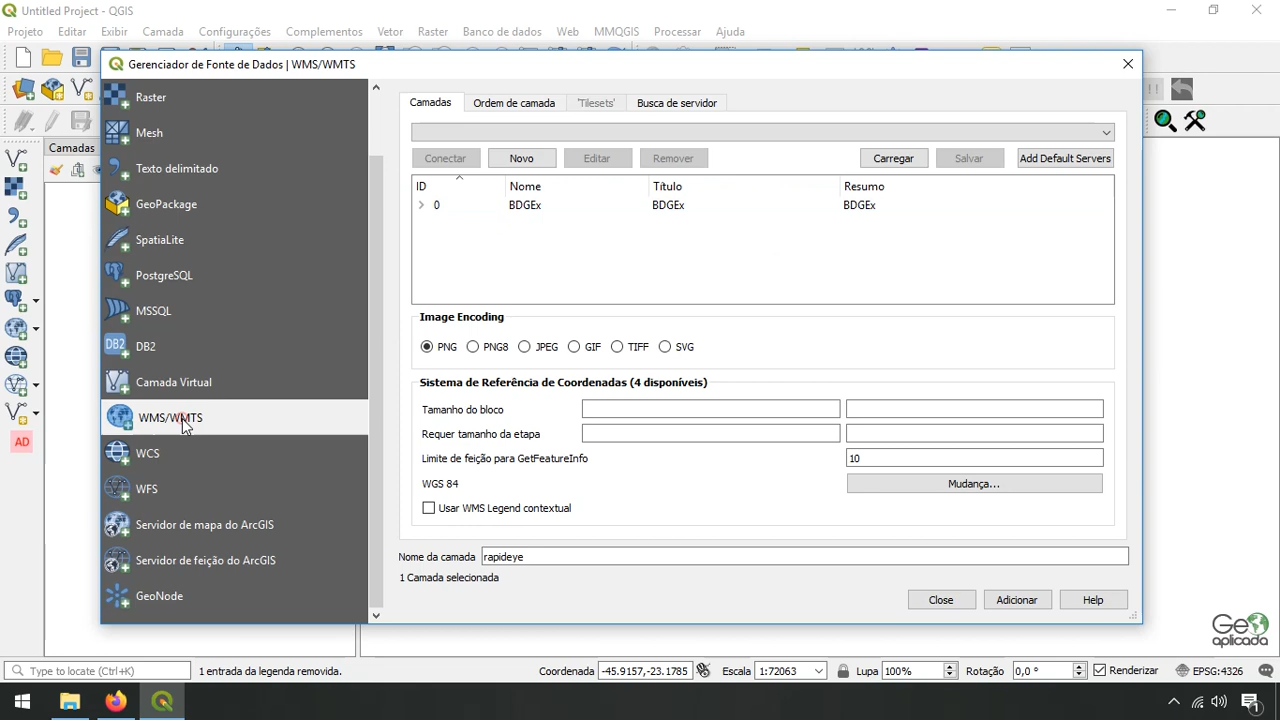 Untitled Project - QGIS
Projeto Editar Exibir Camada Configurações Complementos Vetor Raster Banco de dados Web MMQGIS Processar Ajuda
Gerenciador de Fonte de Dados | WMS/WMTS
Camadas
Raster
Mesh
Texto delimitado
GeoPackage
SpatiaLite
PostgreSQL
MSSQL
DB2 DB2
Camada Virtual
WMS/WMTS
WCS
WFS
Servidor de mapa do ArcGIS
Servidor de feição do ArcGIS
GeoNode
AD
Camadas Ordem de camada 'Tilesets' Busca de servidor
Conectar Novo Editar Remover Carregar Salvar Add Default Servers
ID Nome Título Resumo
0 BDGEx BDGEx BDGEx
Image Encoding
PNG PNG8 JPEG GIF TIFF SVG
Sistema de Referência de Coordenadas (4 disponíveis)
Tamanho do bloco
Requer tamanho da etapa
Limite de feição para GetFeatureInfo 10
WGS 84 Mudança...
Usar WMS Legend contextual
Nome da camada rapideye
1 Camada selecionada
Close Adicionar Help
Geo
aplicada
Type to locate (Ctrl+K) 1 entrada da legenda removida. Coordenada -45.9157,-23.1785 Escala 1:72063 Lupa 100% Rotação 0,0 ° Renderizar EPSG:4326
1